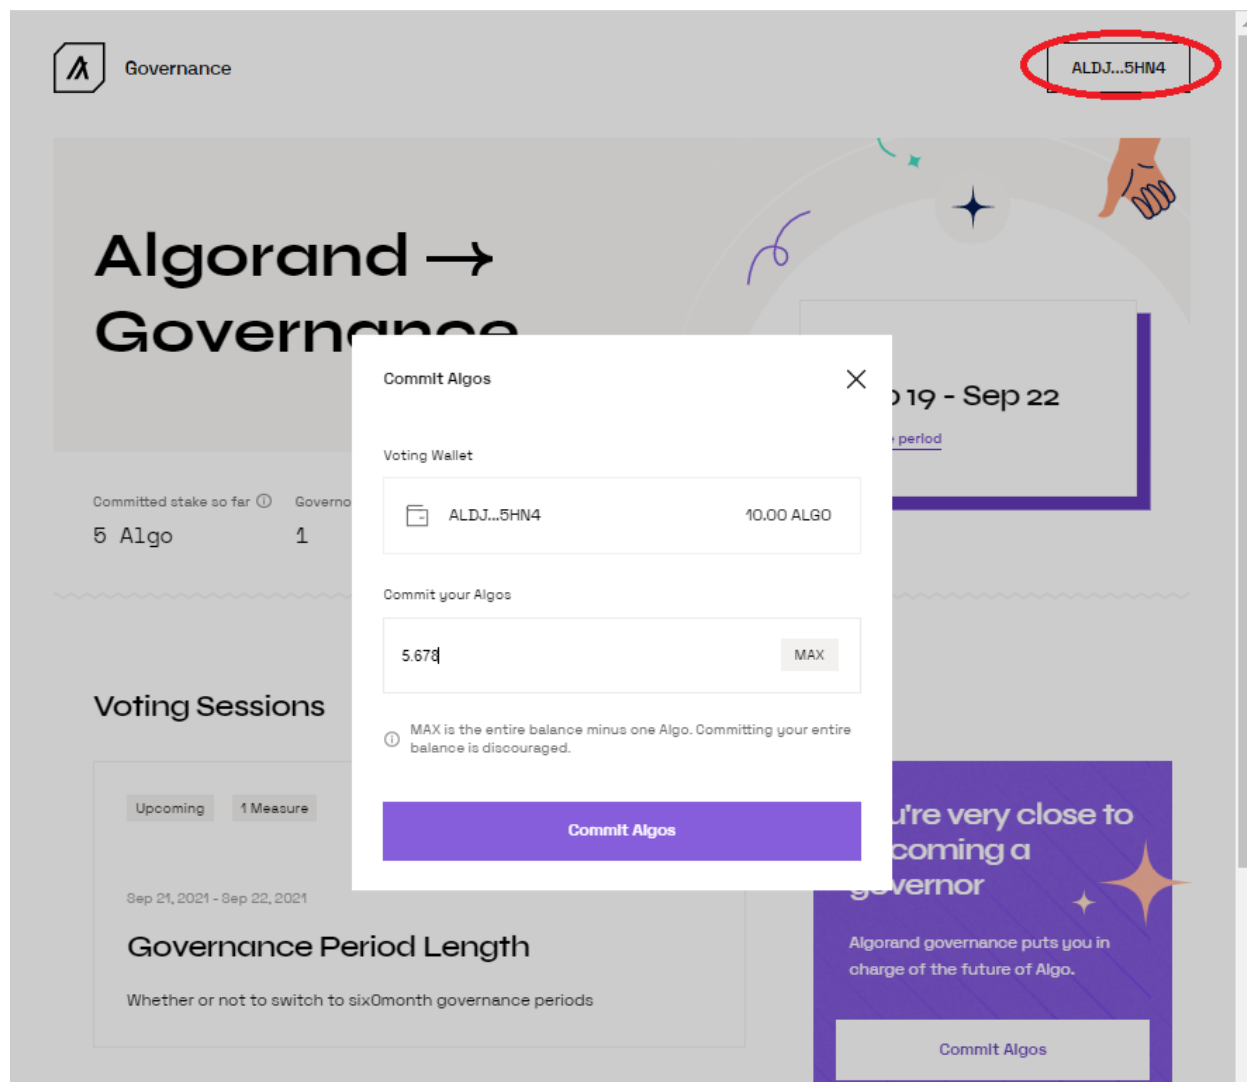 Governance
ALDJ...5HN4
Algorand →
Governance
19 - Sep 22
period
Commit Algos
Voting Wallet
ALDJ...5HN4
10.00 ALGO
Commit your Algos
5.678
MAX
MAX is the entire balance minus one Algo. Committing your entire
balance is discouraged.
Commit Algos
Committed stake so far
Governo
5 Algo
1
Voting Sessions
Upcoming
1 Measure
Sep 21, 2021 - Sep 22, 2021
Governance Period Length
Whether or not to switch to six0month governance periods
u're very close to
coming a
governor
Algorand governance puts you in
charge of the future of Algo.
Commit Algos